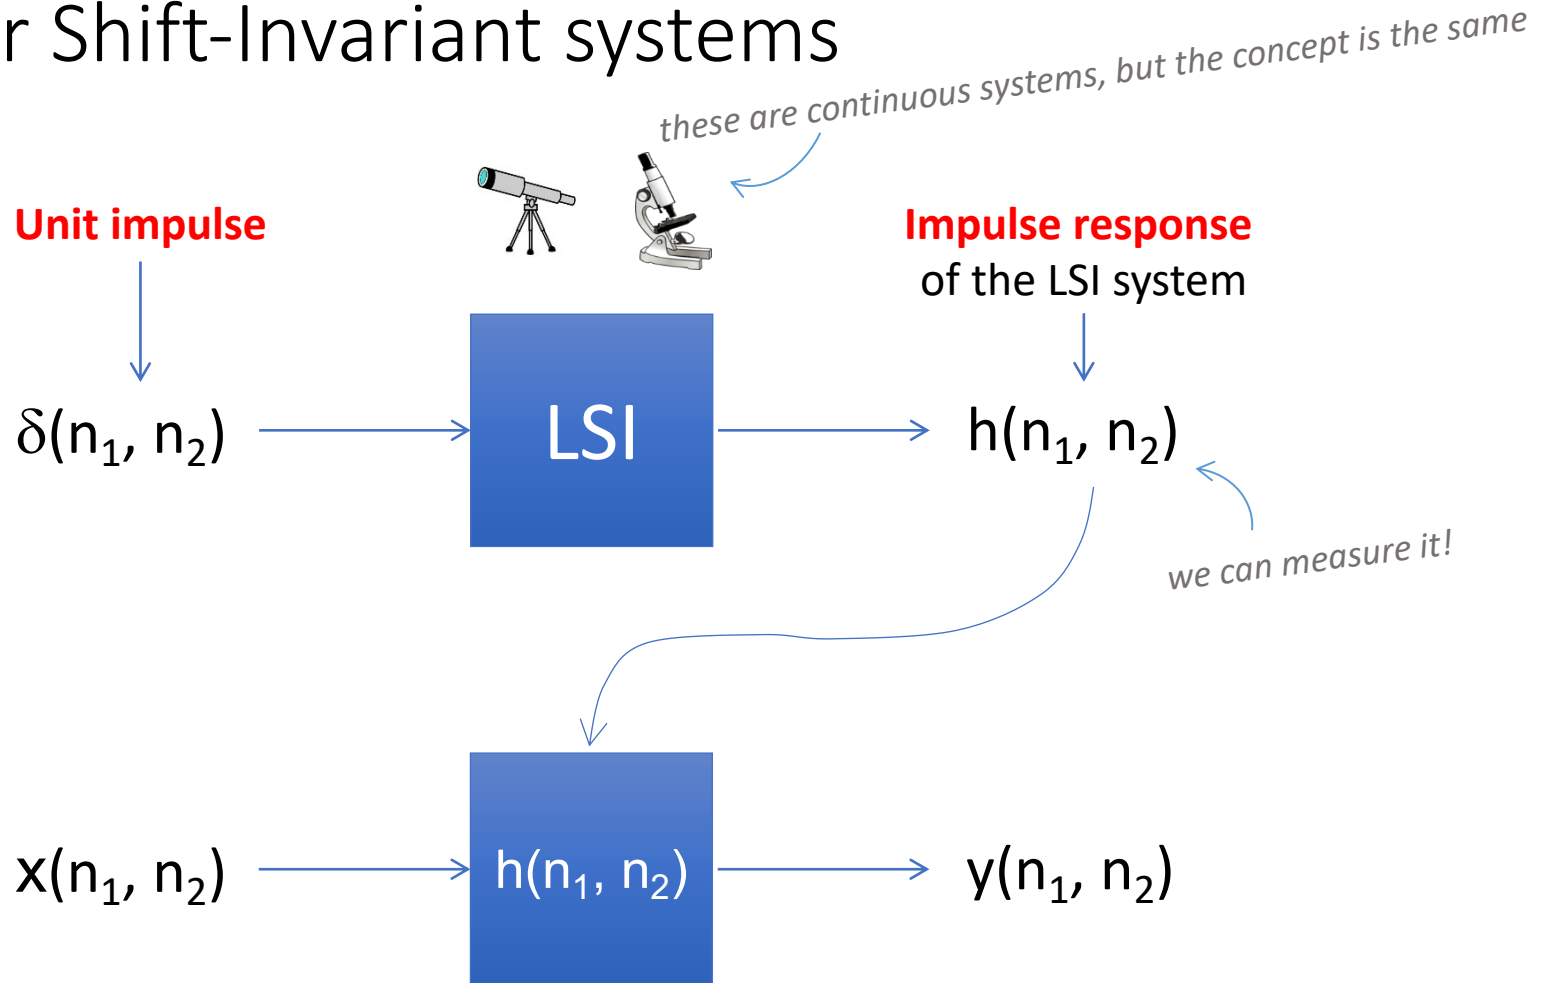 r Shift-Invariant systems
these are continuous systems, but the concept is the same
Unit impulse
Impulse response
of the LSI system
δ(n₁, n₂)
LSI
h(n₁, n₂)
we can measure it!
x(n₁, n₂)
h(n₁, n₂)
y(n₁, n₂)